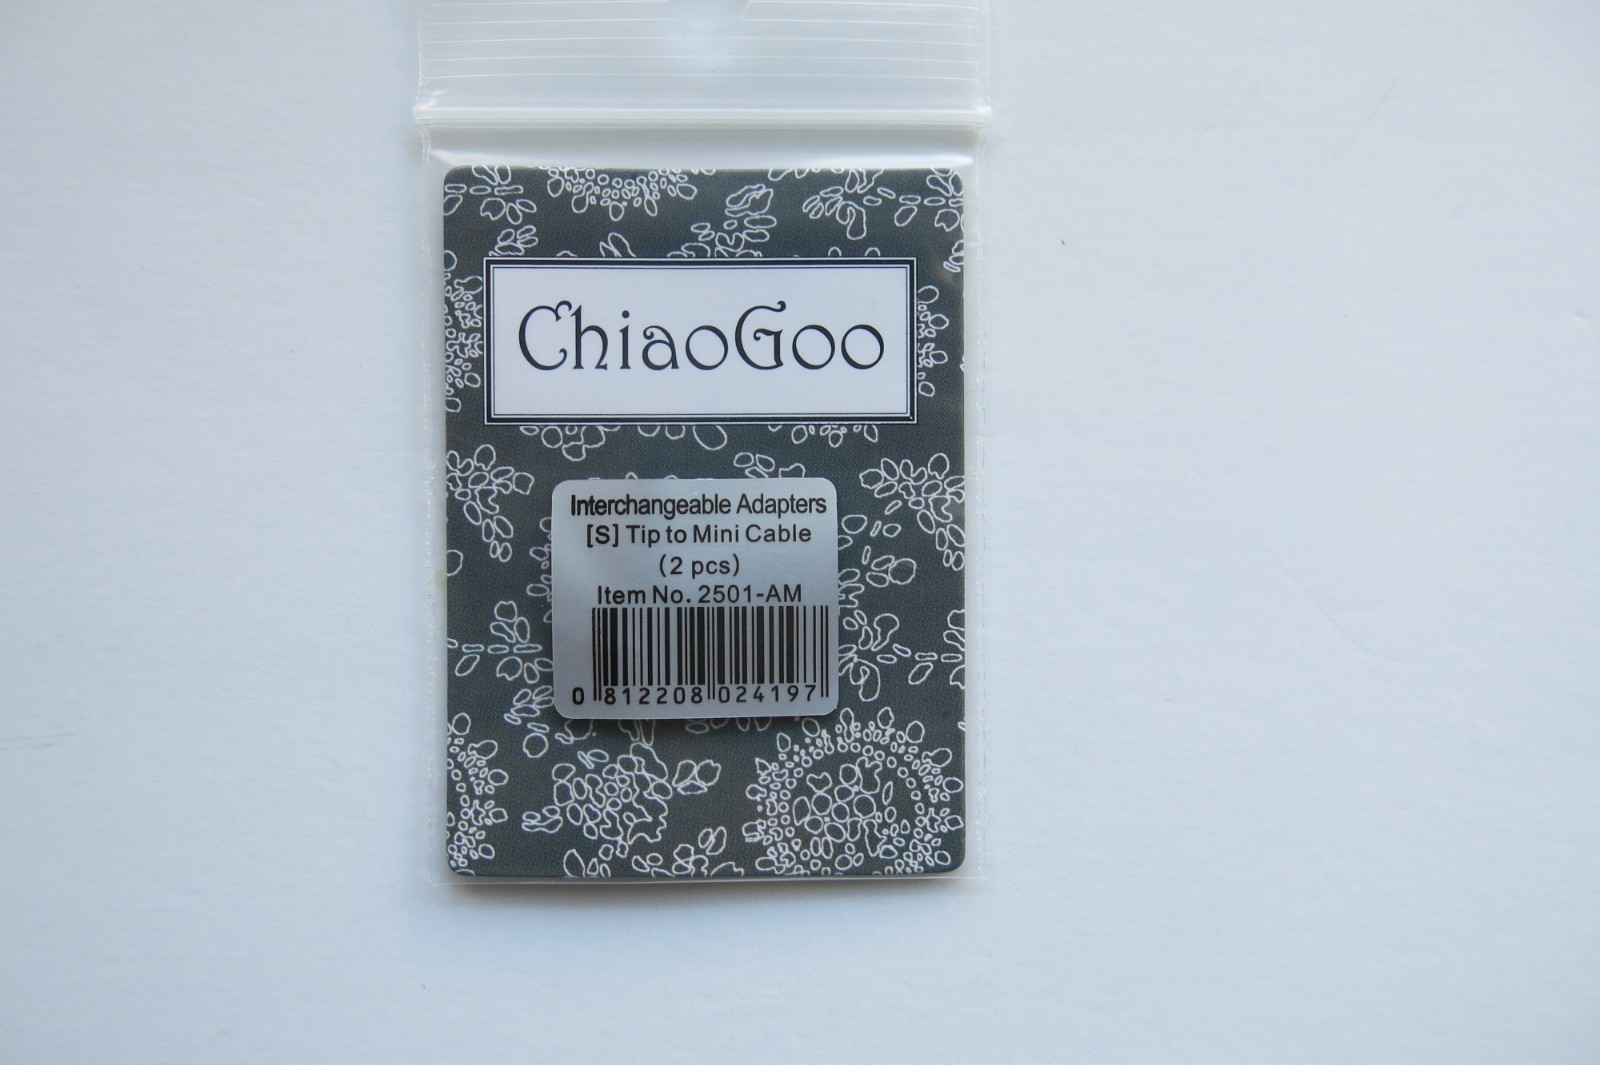 ChiaoGoo
Interchangeable Adapters
[S] Tip to Mini Cable
(2 pcs)
Item No. 2501-AM
0 812208 024197